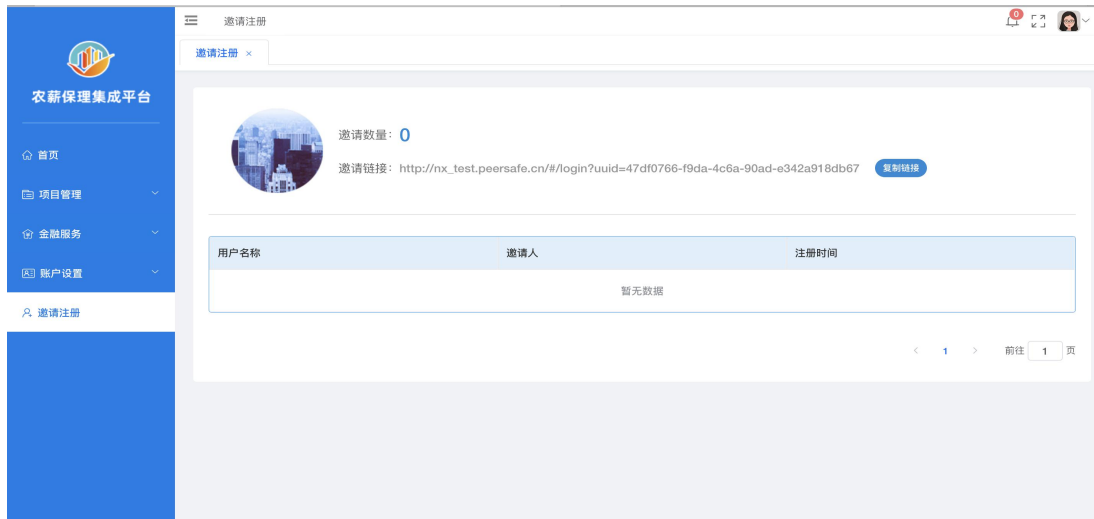 邀请注册
0
邀请注册 ×
农薪保理集成平台
首页
项目管理
金融服务
账户设置
邀请注册
邀请数量: 0
邀请链接: http://nx_test.peersafe.cn/#/login?uuid=47df0766-f9da-4c6a-90ad-e342a918db67 复制链接
用户名称 邀请人 注册时间
暂无数据
< 1 > 前往 1 页